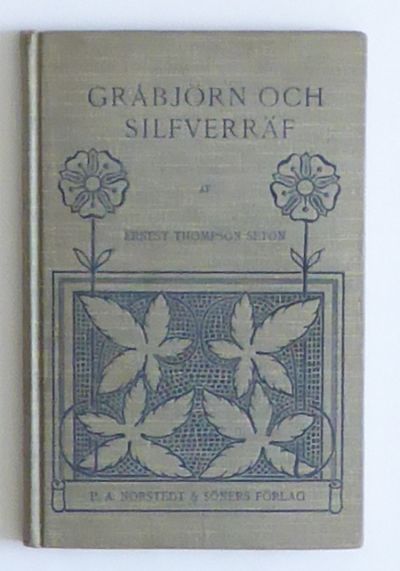 GRÅBJÖRN OCH
SILFVERRÄF
AF
ERNEST THOMPSON SETON
P. A. NORSTEDT & SÖNERS FÖRLAG